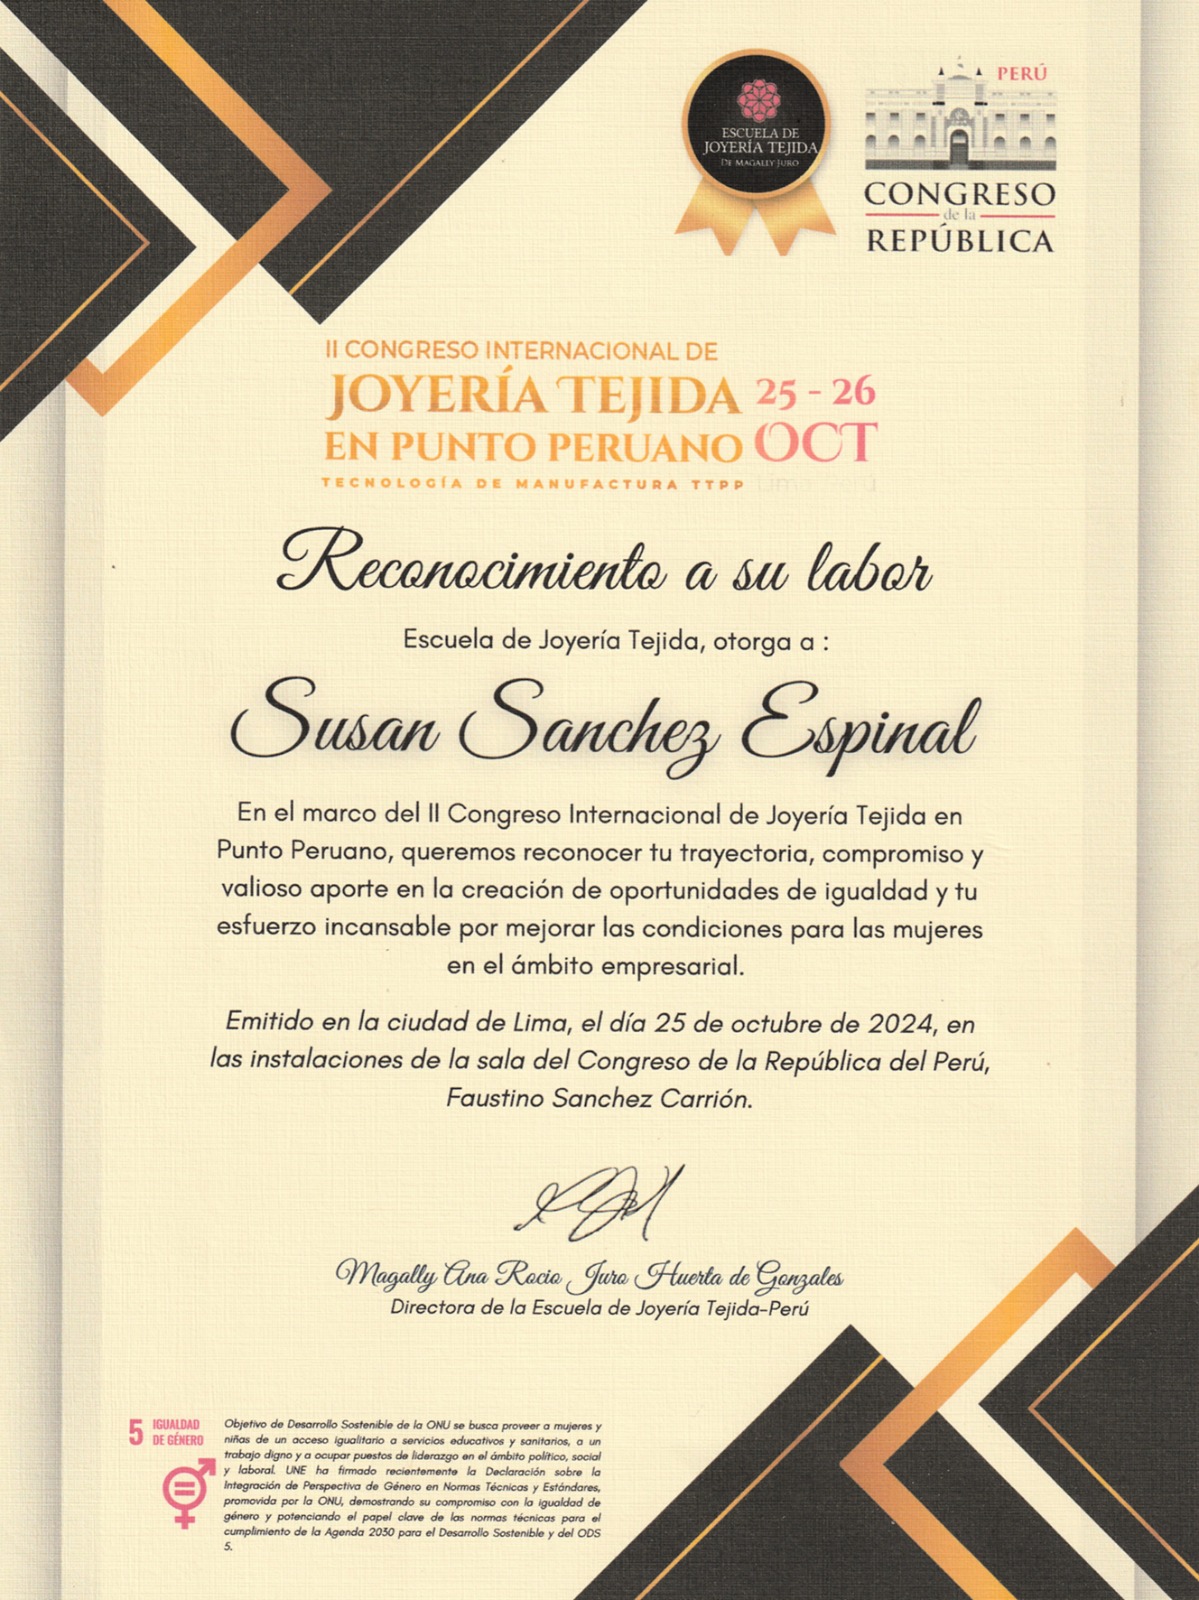 ESCUELA DE
JOYERÍA TEJIDA
DE MAGALLY JURO
PERÚ
CONGRESO
de la
REPÚBLICA
II CONGRESO INTERNACIONAL DE
JOYERÍA TEJIDA
EN PUNTO PERUANO
25 - 26
OCT
TECNOLOGÍA DE MANUFACTURA TTPP
Reconocimiento a su labor
Escuela de Joyería Tejida, otorga a :
Susan Sanchez Espinal
En el marco del II Congreso Internacional de Joyería Tejida en
Punto Peruano, queremos reconocer tu trayectoria, compromiso y
valioso aporte en la creación de oportunidades de igualdad y tu
esfuerzo incansable por mejorar las condiciones para las mujeres
en el ámbito empresarial.
Emitido en la ciudad de Lima, el día 25 de octubre de 2024, en
las instalaciones de la sala del Congreso de la República del Perú,
Faustino Sanchez Carrión.
Magally Ana Rocio Juro Huerta de Gonzales
Directora de la Escuela de Joyería Tejida-Perú
5 IGUALDAD
DE GÉNERO
Objetivo de Desarrollo Sostenible de la ONU se busca proveer a mujeres y
niñas de un acceso igualitario a servicios educativos y sanitarios, a un
trabajo digno y a ocupar puestos de liderazgo en el ámbito político, social
y laboral. UNE ha firmado recientemente la Declaración sobre la
Integración de Perspectiva de Género en Normas Técnicas y Estándares,
promovida por la ONU, demostrando su compromiso con la igualdad de
género y potenciando el papel clave de las normas técnicas para el
cumplimiento de la Agenda 2030 para el Desarrollo Sostenible y del ODS
5.